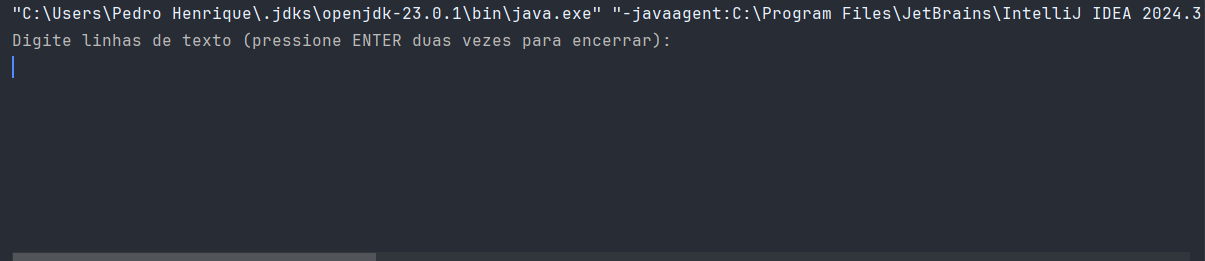 "C:\Users\Pedro Henrique\.jdks\openjdk-23.0.1\bin\java.exe" "-javaagent:C:\Program Files\JetBrains\IntelliJ IDEA 2024.3
Digite linhas de texto (pressione ENTER duas vezes para encerrar):